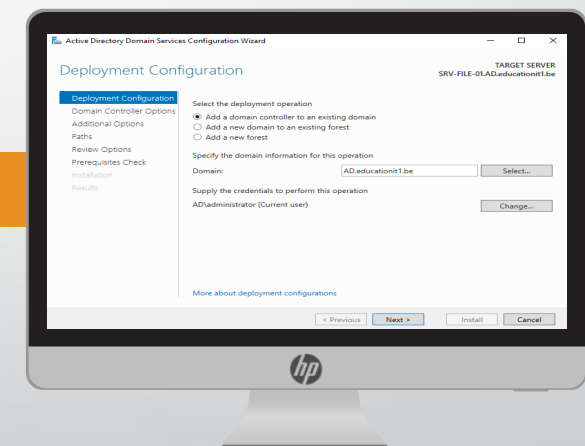 Active Directory Domain Services Configuration Wizard
Deployment Configuration
TARGET SERVER
SRV-FILE-01.AD.educationit1.be
Deployment Configuration
Domain Controller Options
Additional Options
Paths
Review Options
Prerequisites Check
Installation
Results
Select the deployment operation
Add a domain controller to an existing domain
Add a new domain to an existing forest
Add a new forest
Specify the domain information for this operation
Domain:
AD.educationit1.be
Select...
Supply the credentials to perform this operation
AD\administrator (Current user)
Change...
More about deployment configurations
< Previous
Next >
Install
Cancel
hp